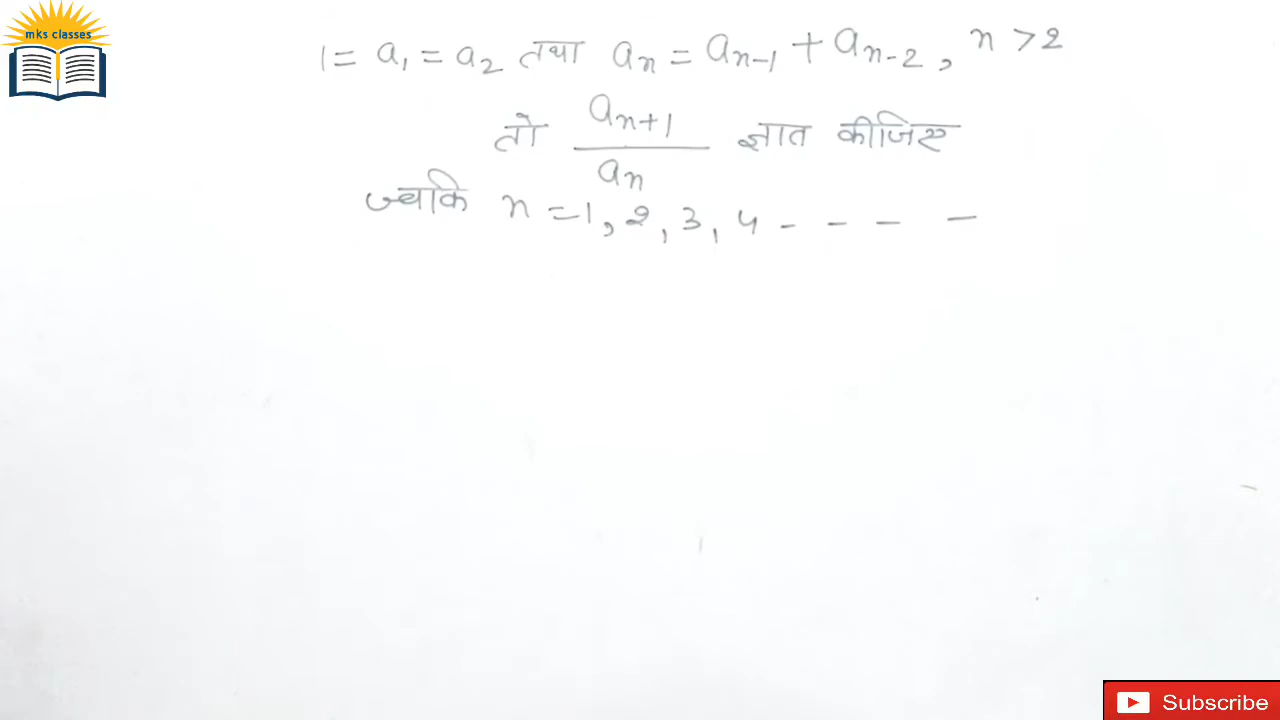 mks classes
1 = a₁ = a₂ तथा aₙ = aₙ₋₁ + aₙ₋₂, n > 2
तो aₙ₊₁ / aₙ ज्ञात कीजिए
जबकि n = 1, 2, 3, 4 - - - -
Subscribe